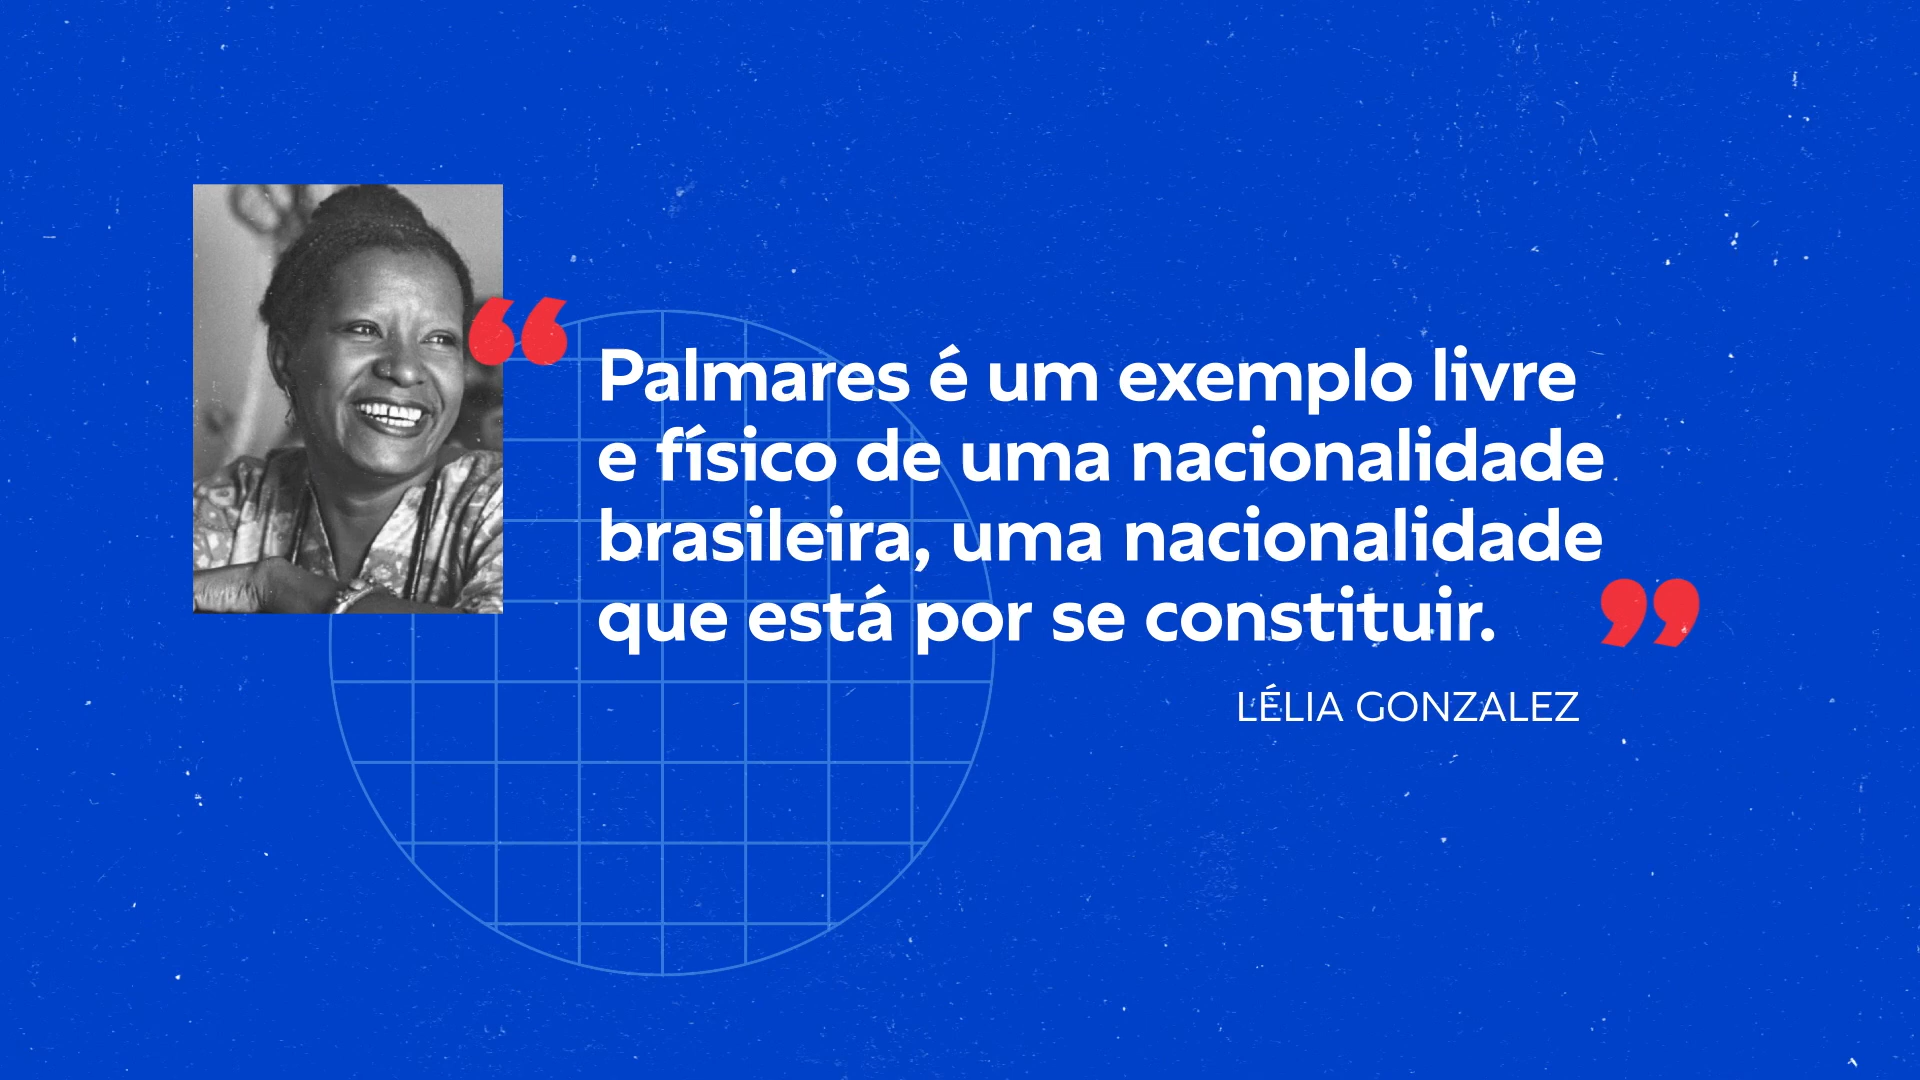 “Palmares é um exemplo livre
e físico de uma nacionalidade
brasileira, uma nacionalidade
que está por se constituir.”
LÉLIA GONZALEZ